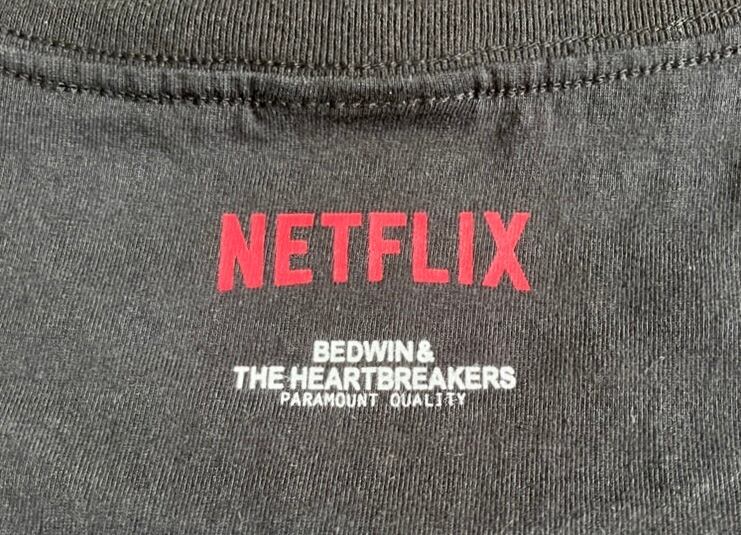 NETFLIX
BEDWIN &
THE HEARTBREAKERS
PARAMOUNT QUALITY